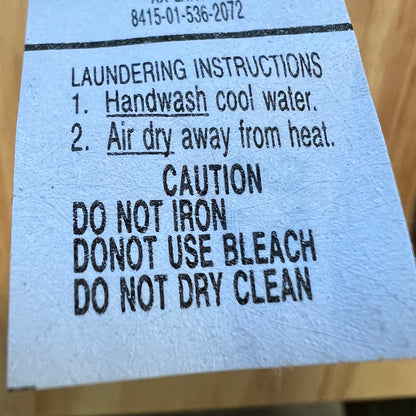 8415-01-536-2072
LAUNDERING INSTRUCTIONS
1. Handwash cool water.
2. Air dry away from heat.
CAUTION
DO NOT IRON
DONOT USE BLEACH
DO NOT DRY CLEAN